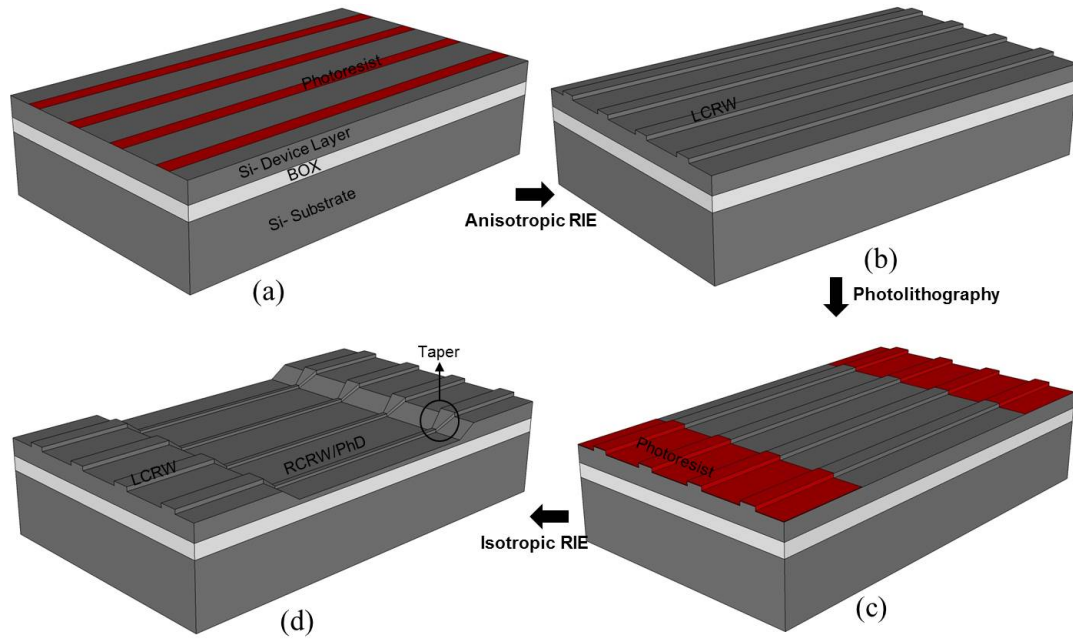 Photoresist
Si- Device Layer
BOX
Si- Substrate
(a)
Anisotropic RIE
LCRW
(b)
Photolithography
Photoresist
(c)
Isotropic RIE
Taper
LCRW
RCRW/PhD
(d)